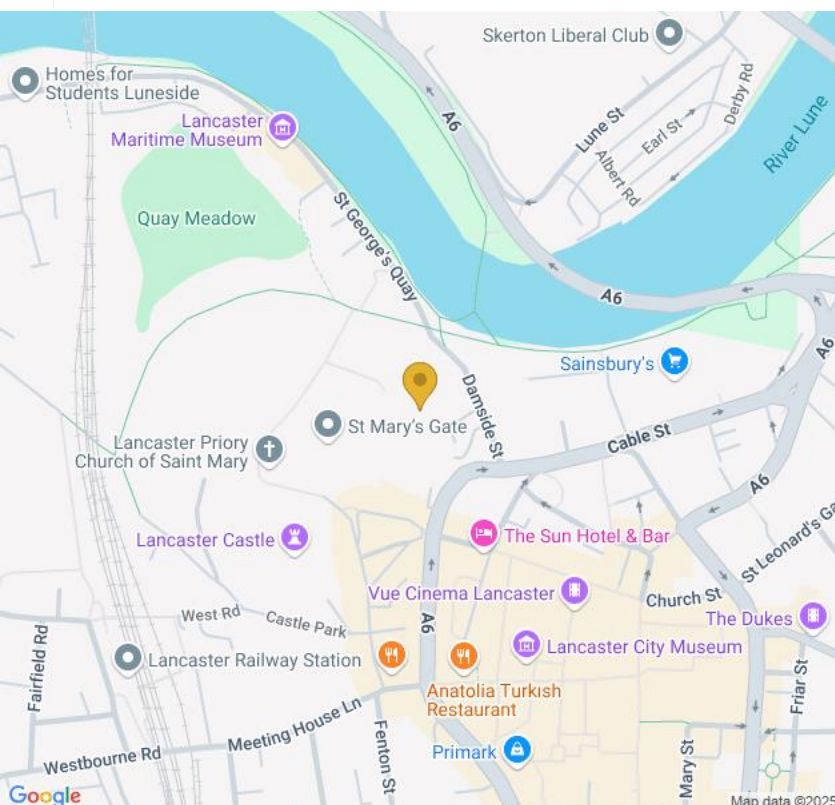 Skerton Liberal Club
Homes for
Students Luneside
Lancaster
Maritime Museum
A6
Lune St
Derby Rd
Earl St
Albert Rd
River Lune
Quay Meadow
St George's Quay
A6
A6
Sainsbury's
Damside St
St Mary's Gate
Cable St
Lancaster Priory
Church of Saint Mary
A6
Lancaster Castle
The Sun Hotel & Bar
St Leonard's Ga
Vue Cinema Lancaster
Church St
West Rd
Castle Park
A6
The Dukes
Fairfield Rd
Lancaster Railway Station
Lancaster City Museum
Anatolia Turkish
Restaurant
Friar St
Meeting House Ln
Fenton St
Westbourne Rd
Primark
Mary St
Google
Map data ©2025